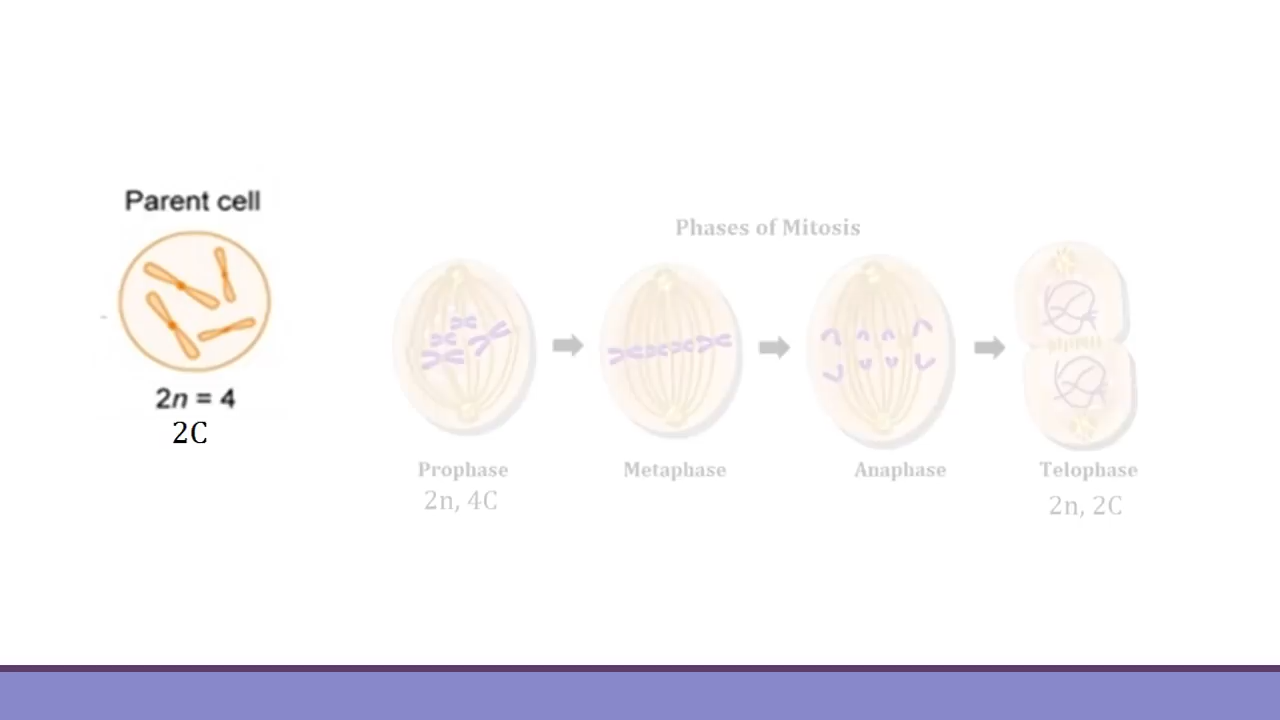 Parent cell
2n = 4
2C
Phases of Mitosis
Prophase
2n, 4C
Metaphase
Anaphase
Telophase
2n, 2C